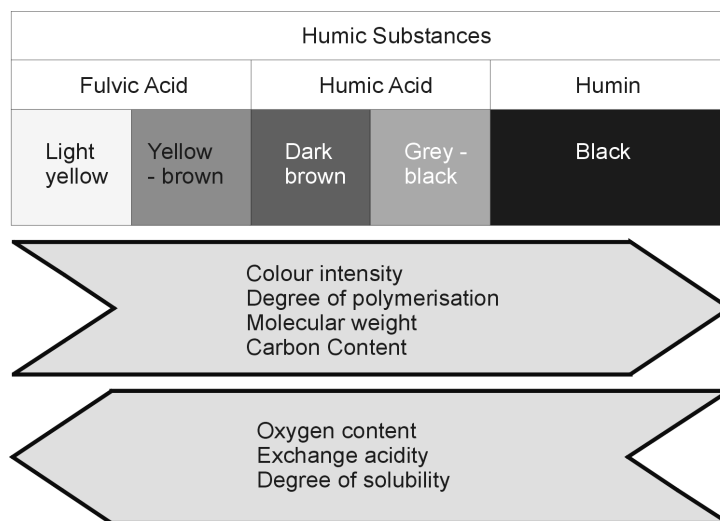 Humic Substances
Fulvic Acid Humic Acid Humin
Light yellow
Yellow - brown
Dark brown
Grey - black
Black
Colour intensity
Degree of polymerisation
Molecular weight
Carbon Content
Oxygen content
Exchange acidity
Degree of solubility